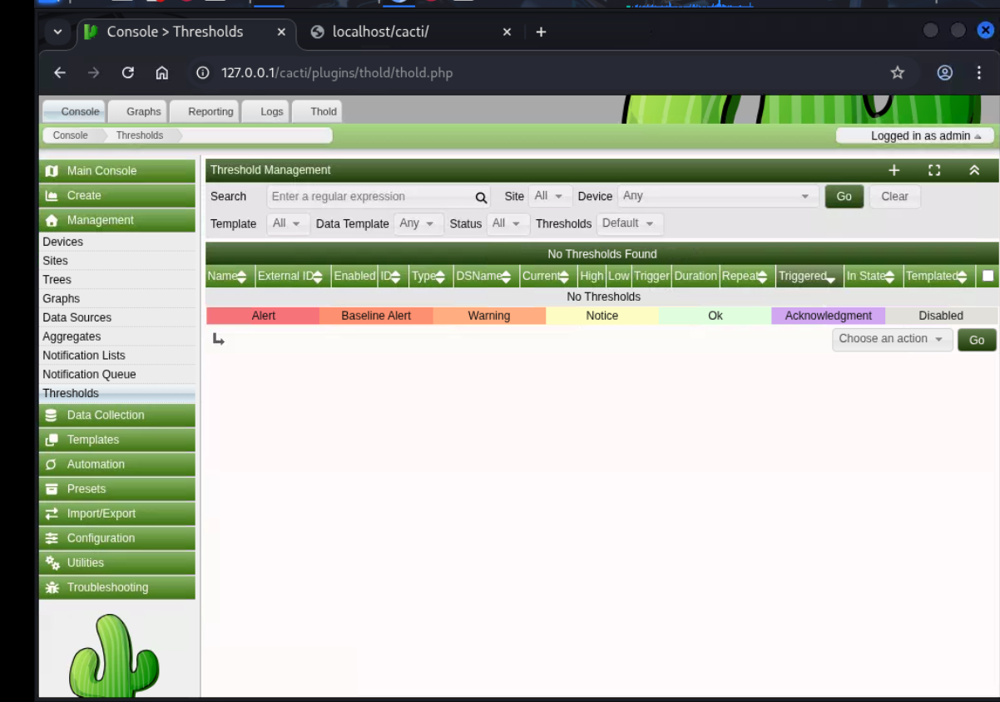 Console > Thresholds
localhost/cacti/
127.0.0.1/cacti/plugins/thold/thold.php
Console Graphs Reporting Logs Thold
Console Thresholds Logged in as admin
Main Console
Create
Management
Devices
Sites
Trees
Graphs
Data Sources
Aggregates
Notification Lists
Notification Queue
Thresholds
Data Collection
Templates
Automation
Presets
Import/Export
Configuration
Utilities
Troubleshooting
Threshold Management
Search Enter a regular expression Site All Device Any Go Clear
Template All Data Template Any Status All Thresholds Default
No Thresholds Found
Name External ID Enabled ID Type DSName Current High Low Trigger Duration Repeat Triggered In State Templated
No Thresholds
Alert Baseline Alert Warning Notice Ok Acknowledgment Disabled
Choose an action Go